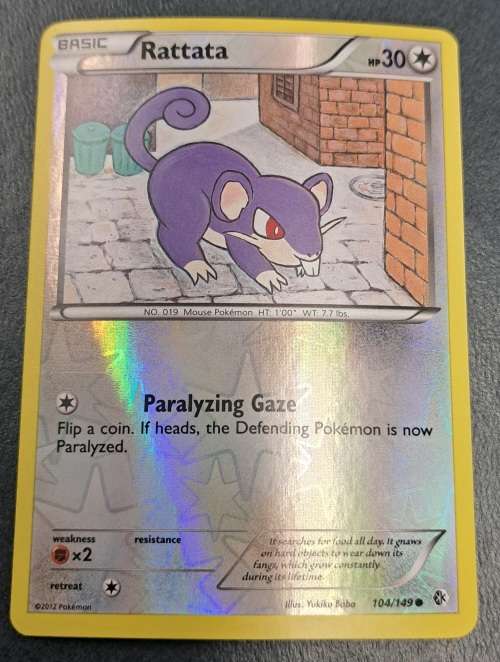 BASIC Rattata HP 30
NO. 019 Mouse Pokémon HT: 1'00" WT: 7.7 lbs.
Paralyzing Gaze
Flip a coin. If heads, the Defending Pokémon is now
Paralyzed.
weakness resistance
×2
retreat
It searches for food all day. It gnaws
on hard objects to wear down its
fangs, which grow constantly
during its lifetime.
©2012 Pokémon
Illus. Yukiko Baba 104/149